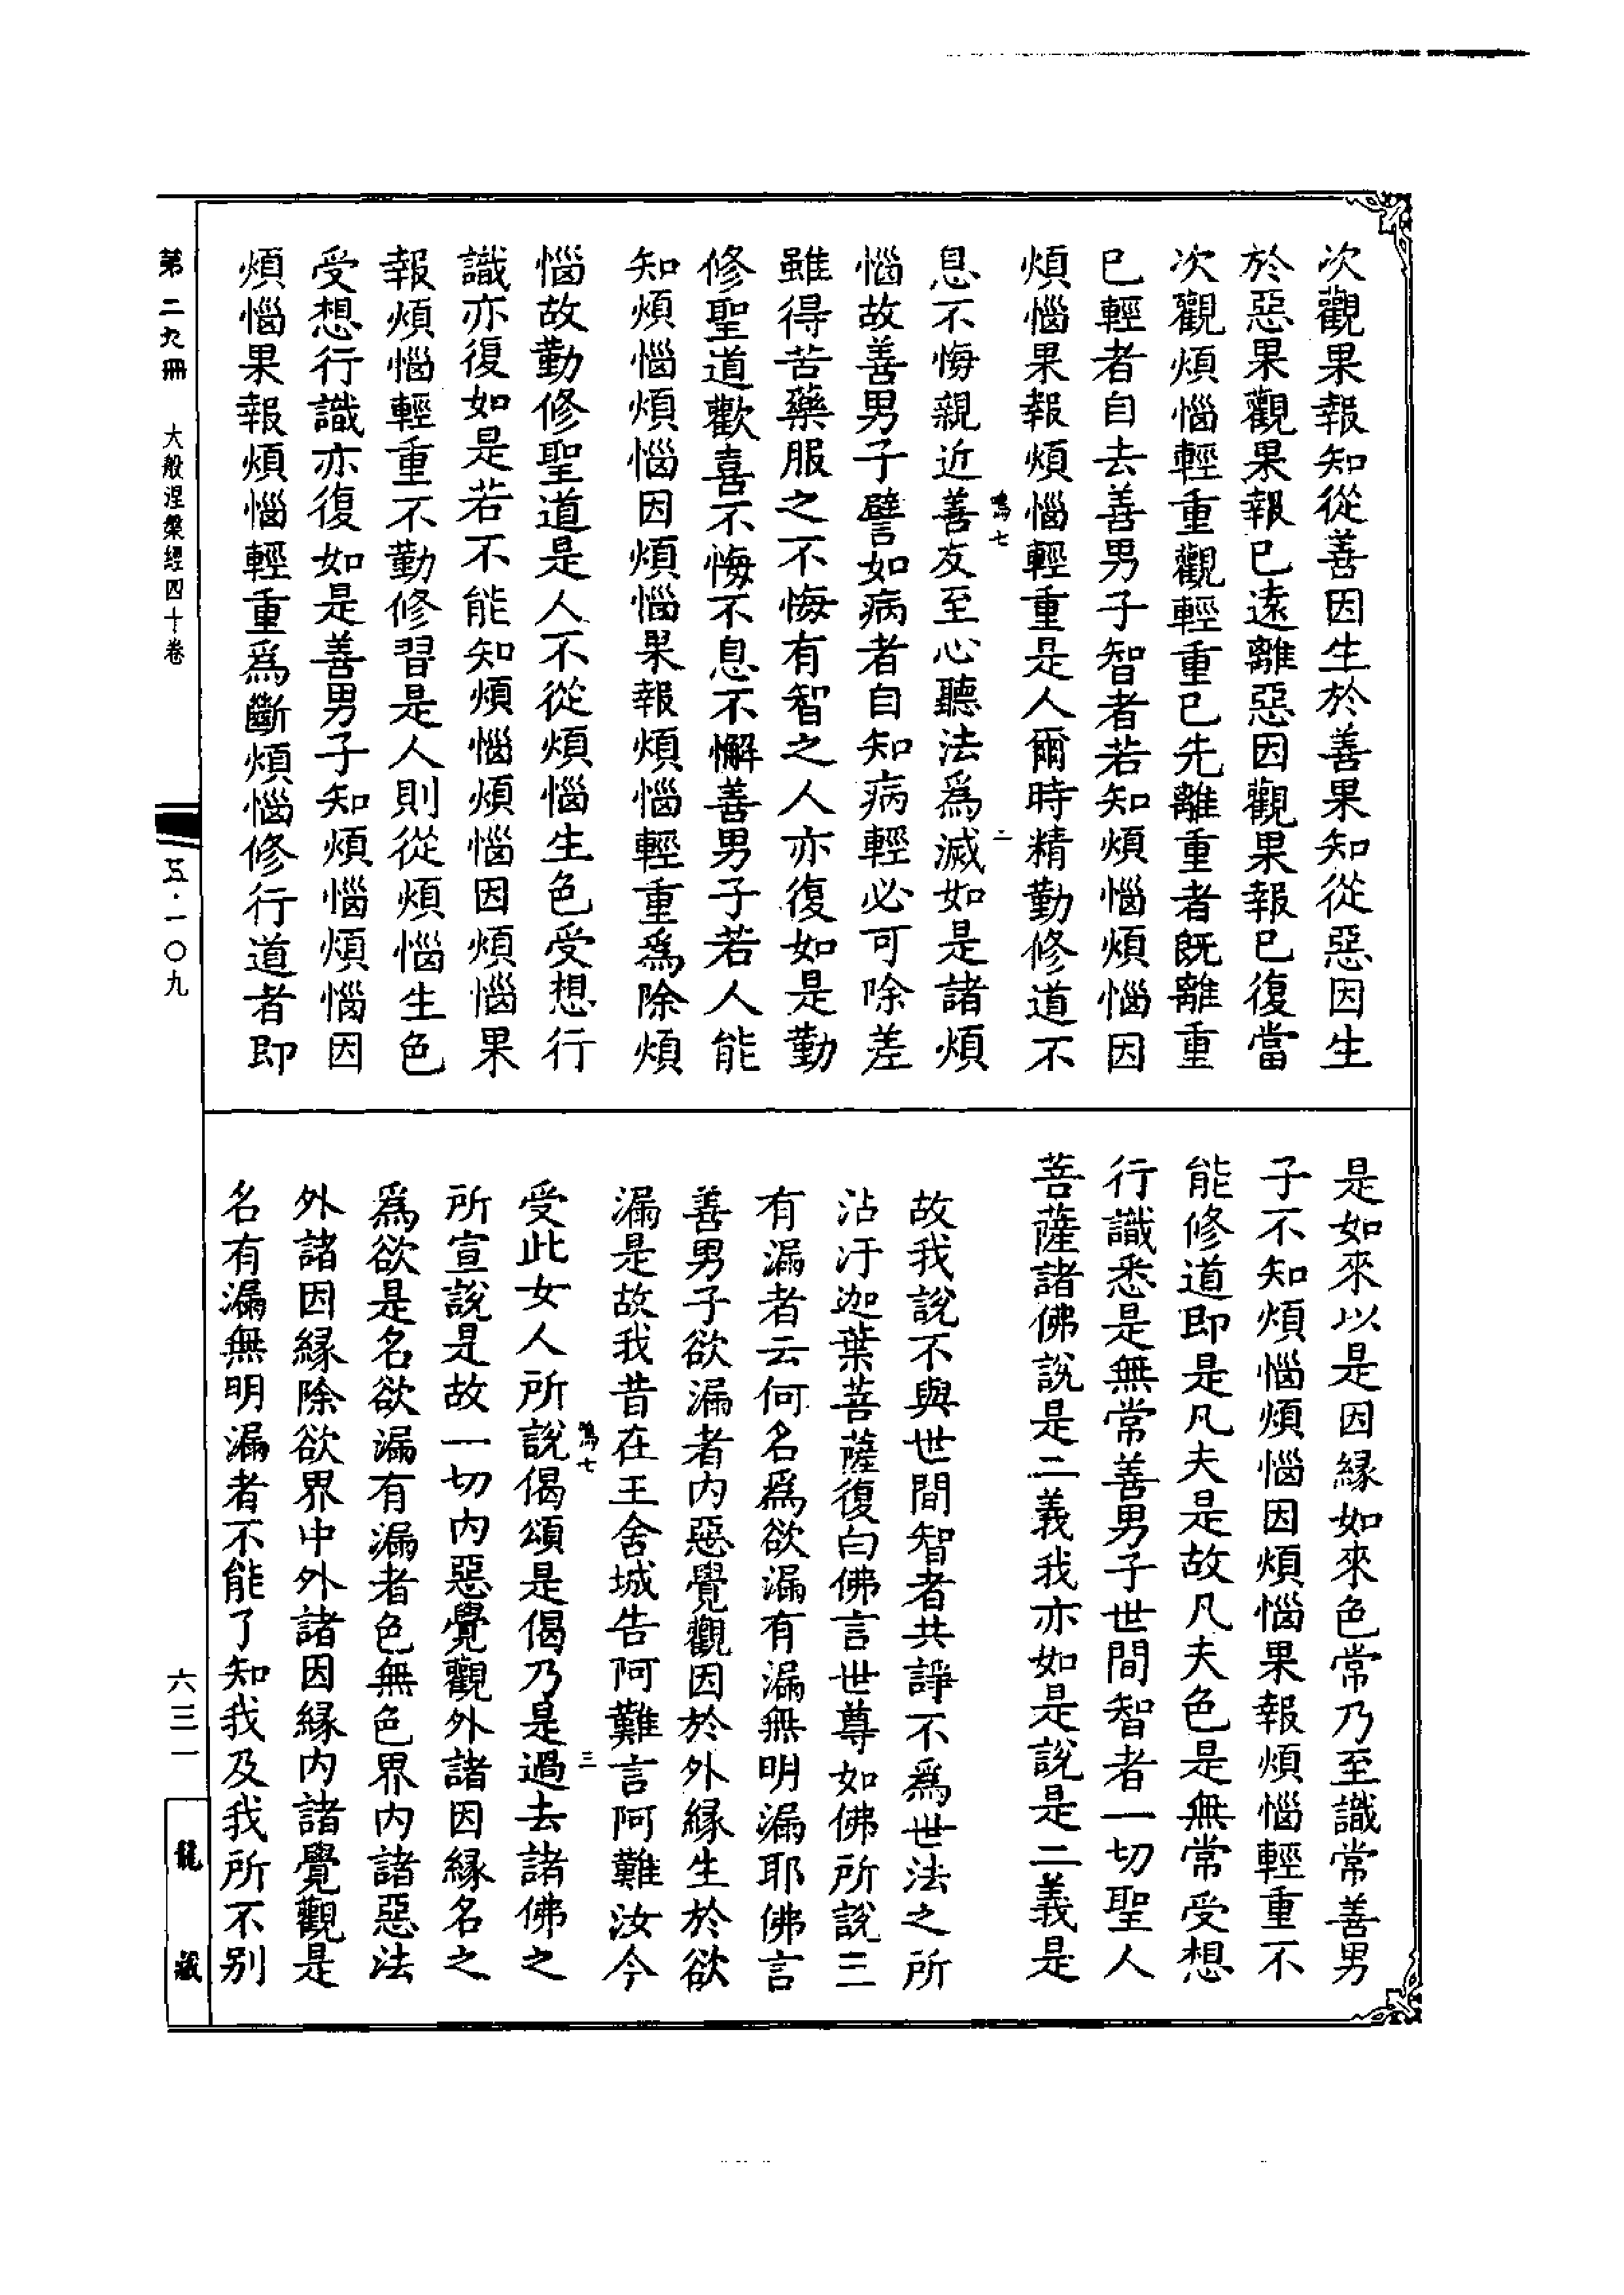 次觀果報知從善因生於善果知從惡因生
於惡果觀果報已遠離惡因觀果報已復當
次觀煩惱輕重觀輕重已先離重者既離重
已輕者自去善男子智者若知煩惱煩惱因
煩惱果報煩惱輕重是人爾時精勤修道不
鳴七
二
息不悔親近善友至心聽法爲滅如是諸煩
惱故善男子譬如病者自知病輕必可除差
雖得苦藥服之不悔有智之人亦復如是勤
修聖道歡喜不悔不息不懈善男子若人能
知煩惱煩惱因煩惱果報煩惱輕重爲除煩
惱故勤修聖道是人不從煩惱生色受想行
識亦復如是若不能知煩惱煩惱因煩惱果
報煩惱輕重不勤修習是人則從煩惱生色
受想行識亦復如是善男子知煩惱煩惱因
煩惱果報煩惱輕重爲斷煩惱修行道者即
是如來以是因緣如來色常乃至識常善男
子不知煩惱煩惱因煩惱果報煩惱輕重不
能修道即是凡夫是故凡夫色是無常受想
行識悉是無常善男子世間智者一切聖人
菩薩諸佛說是二義我亦如是說是二義是
故我說不與世間智者共諍不爲世法之所
沾汙迦葉菩薩復白佛言世尊如佛所說三
有漏者云何名爲欲漏有漏無明漏耶佛言
善男子欲漏者內惡覺觀因於外緣生於欲
漏是故我昔在王舍城告阿難言阿難汝今
鳴七
三
受此女人所說偈頌是偈乃是過去諸佛之
所宣說是故一切內惡覺觀外諸因緣名之
爲欲是名欲漏有漏者色無色界內諸惡法
外諸因緣除欲界中外諸因緣內諸覺觀是
名有漏無明漏者不能了知我及我所不别
第二九冊 大般涅槃經四十卷
五·一〇九
六三一
龍藏